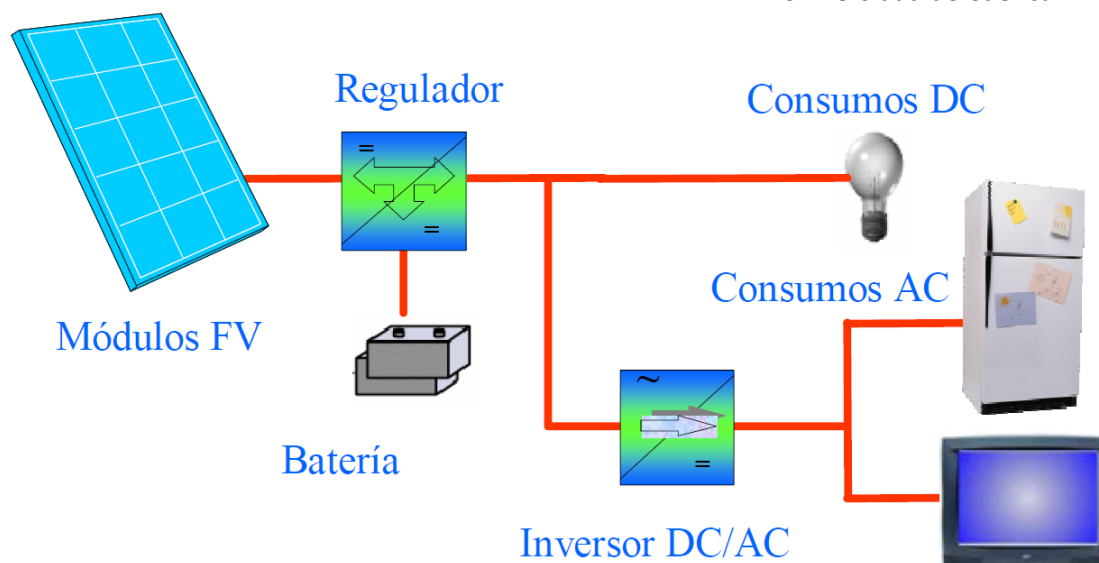 Regulador
Consumos DC
=
=
Consumos AC
Módulos FV
~
=
Batería
Inversor DC/AC